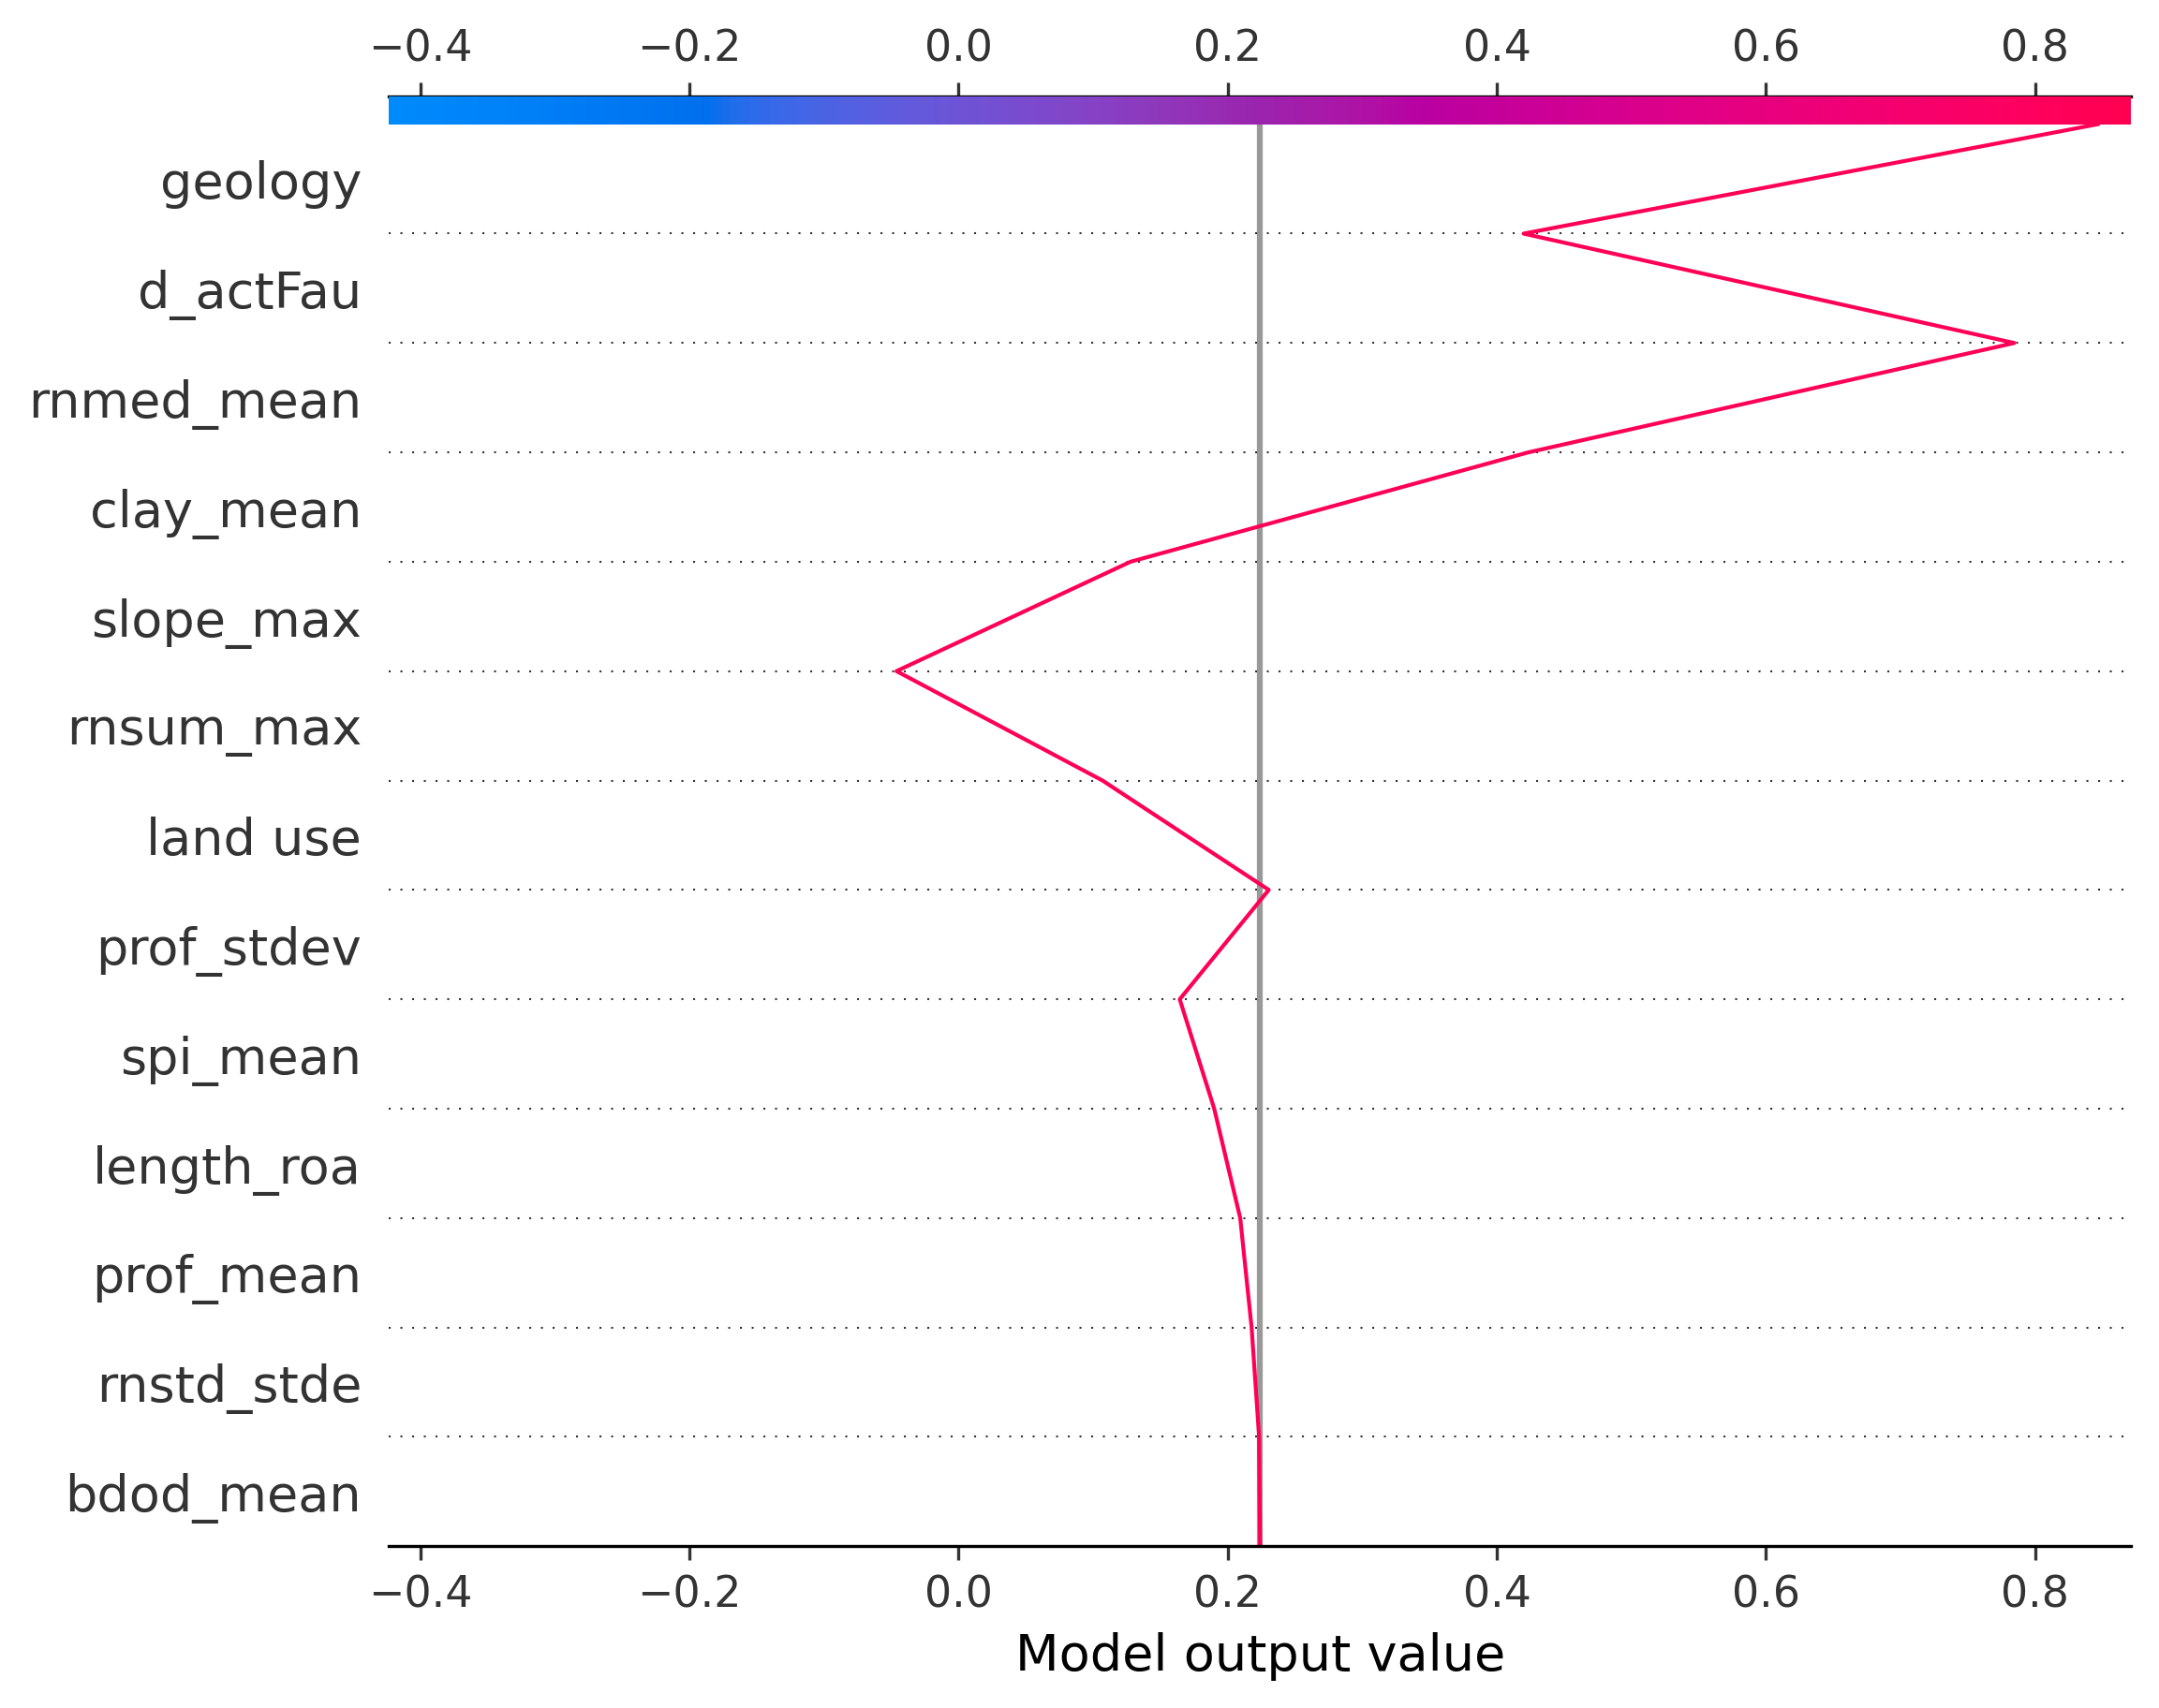 −0.4 −0.2 0.0 0.2 0.4 0.6 0.8
geology
d_actFau
rnmed_mean
clay_mean
slope_max
rnsum_max
land use
prof_stdev
spi_mean
length_roa
prof_mean
rnstd_stde
bdod_mean
−0.4 −0.2 0.0 0.2 0.4 0.6 0.8
Model output value